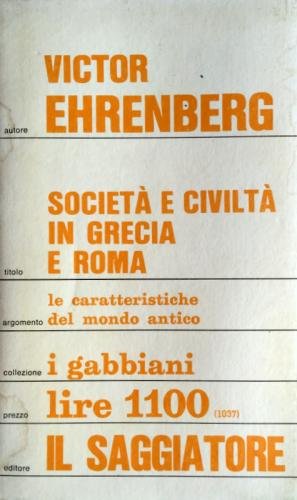 VICTOR
autore EHRENBERG
SOCIETÀ E CIVILTÀ
IN GRECIA
titolo E ROMA
le caratteristiche
argomento del mondo antico
collezione i gabbiani
prezzo lire 1100 (1037)
editore IL SAGGIATORE